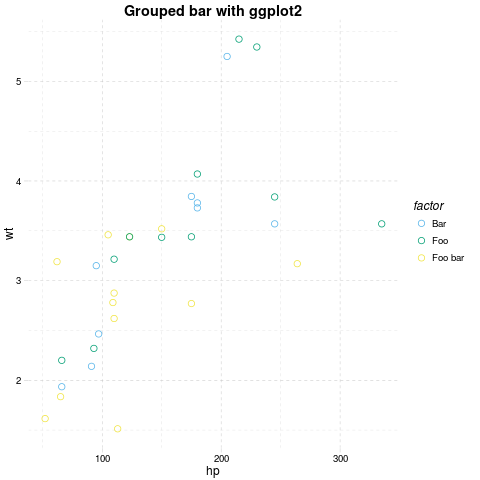 Grouped bar with ggplot2
5
4
3
2
wt
100
200
300
hp
factor
Bar
Foo
Foo bar